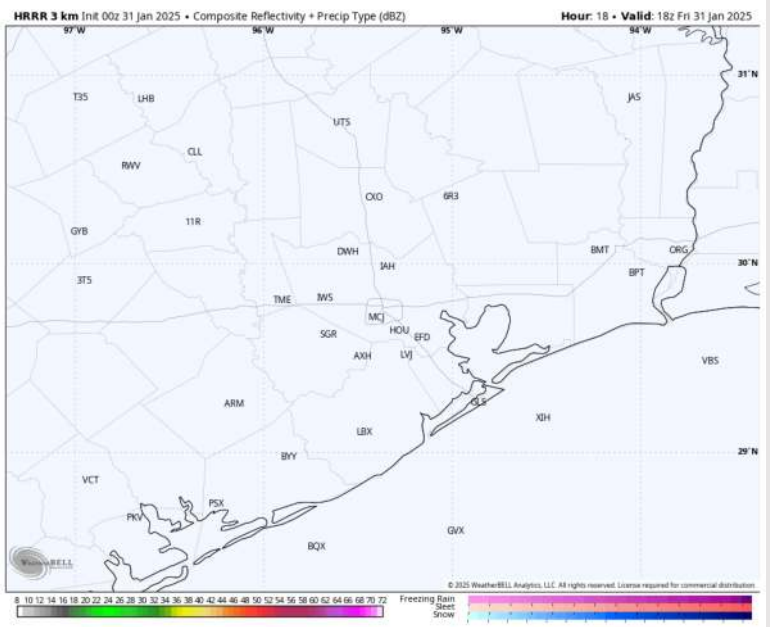 HRRR 3 km Init 00z 31 Jan 2025 • Composite Reflectivity + Precip Type (dBZ) Hour: 18 • Valid: 18z Fri 31 Jan 2025
97°W 96°W 95°W 94°W
31°N
T35 LHB JAS
UTS
CLL
RWV
CXO 6R3
11R
GYB
DWH BMT ORG
IAH 30°N
BPT
3T5
TME IWS
MCJ
SGR HOU EFD
AXH LVJ VBS
ARM GLS
LBX XIH
BYY 29°N
VCT
PKV PSX
GVX
BQX
WeatherBELL
© 2025 WeatherBELL Analytics, LLC. All rights reserved. License required for commercial distribution.
8 10 12 14 16 18 20 22 24 26 28 30 32 34 36 38 40 42 44 46 48 50 52 54 56 58 60 62 64 66 68 70 72
Freezing Rain
Sleet
Snow